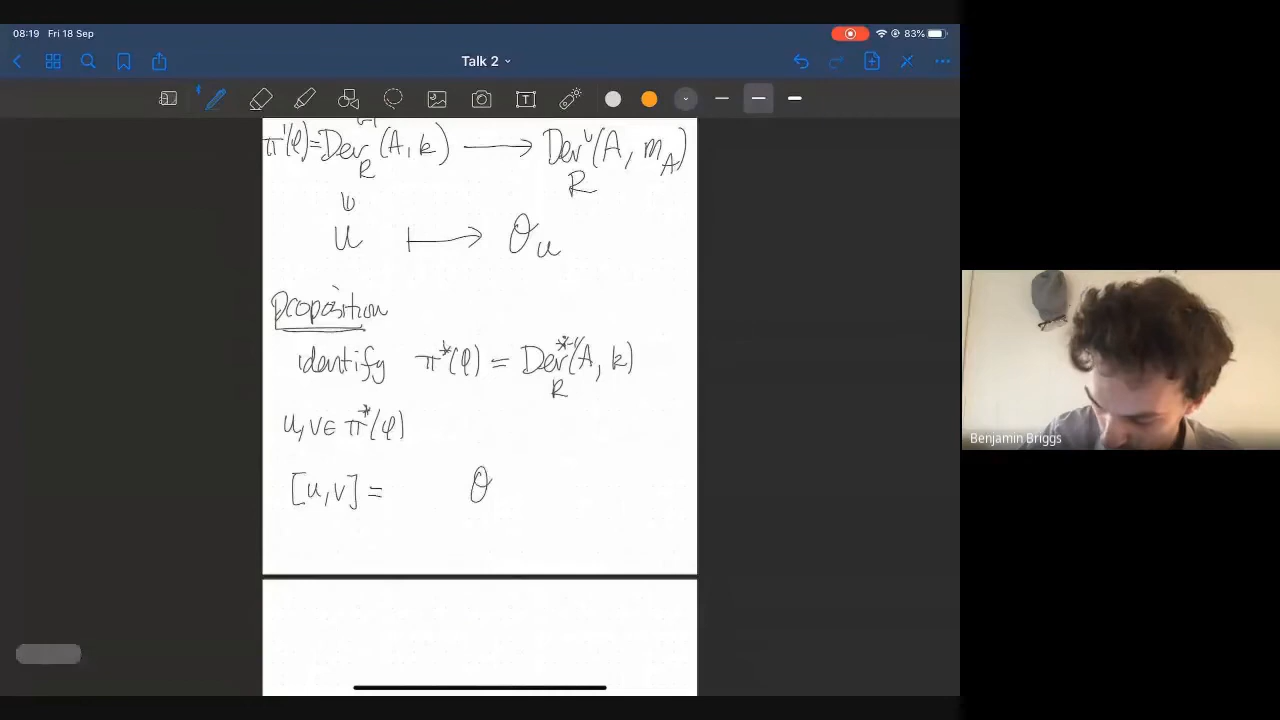 08:19 Fri 18 Sep 83%
Talk 2
π¹(φ) = Der_R (A, k) ⟶ Der_R (A, m_A)
u ⟼ θ_u
proposition
identify π*(φ) = Der_R^{*-1}(A, k)
u, v ∈ π*(φ)
[u, v] = θ
Benjamin Briggs